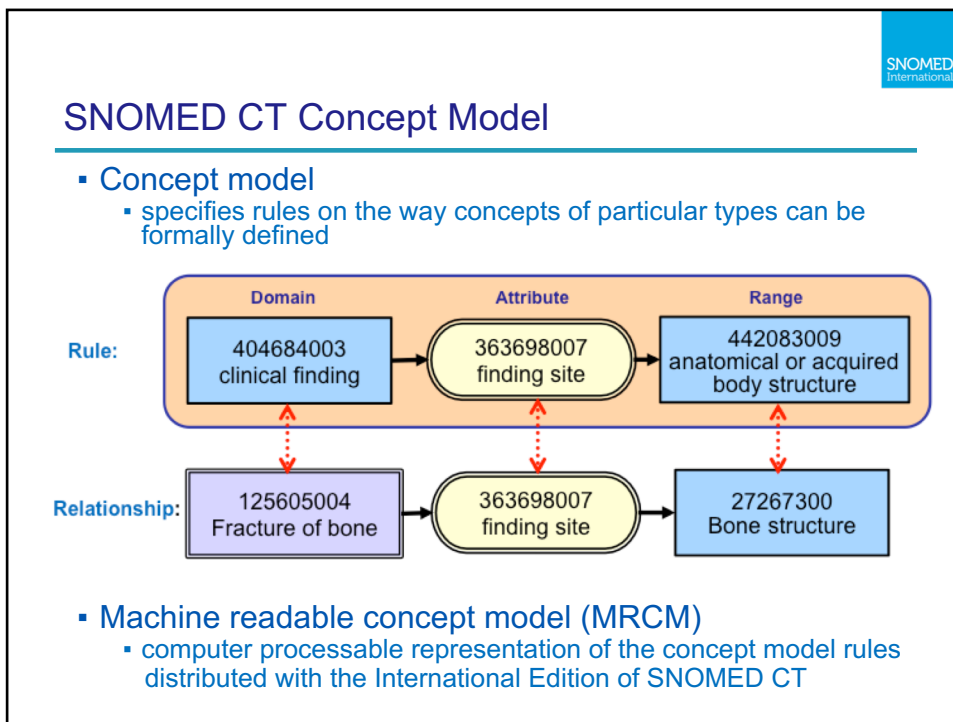 SNOMED
International
SNOMED CT Concept Model
▪ Concept model
▪ specifies rules on the way concepts of particular types can be
formally defined
Domain Attribute Range
Rule:
404684003
clinical finding
363698007
finding site
442083009
anatomical or acquired
body structure
Relationship:
125605004
Fracture of bone
363698007
finding site
27267300
Bone structure
▪ Machine readable concept model (MRCM)
▪ computer processable representation of the concept model rules
distributed with the International Edition of SNOMED CT